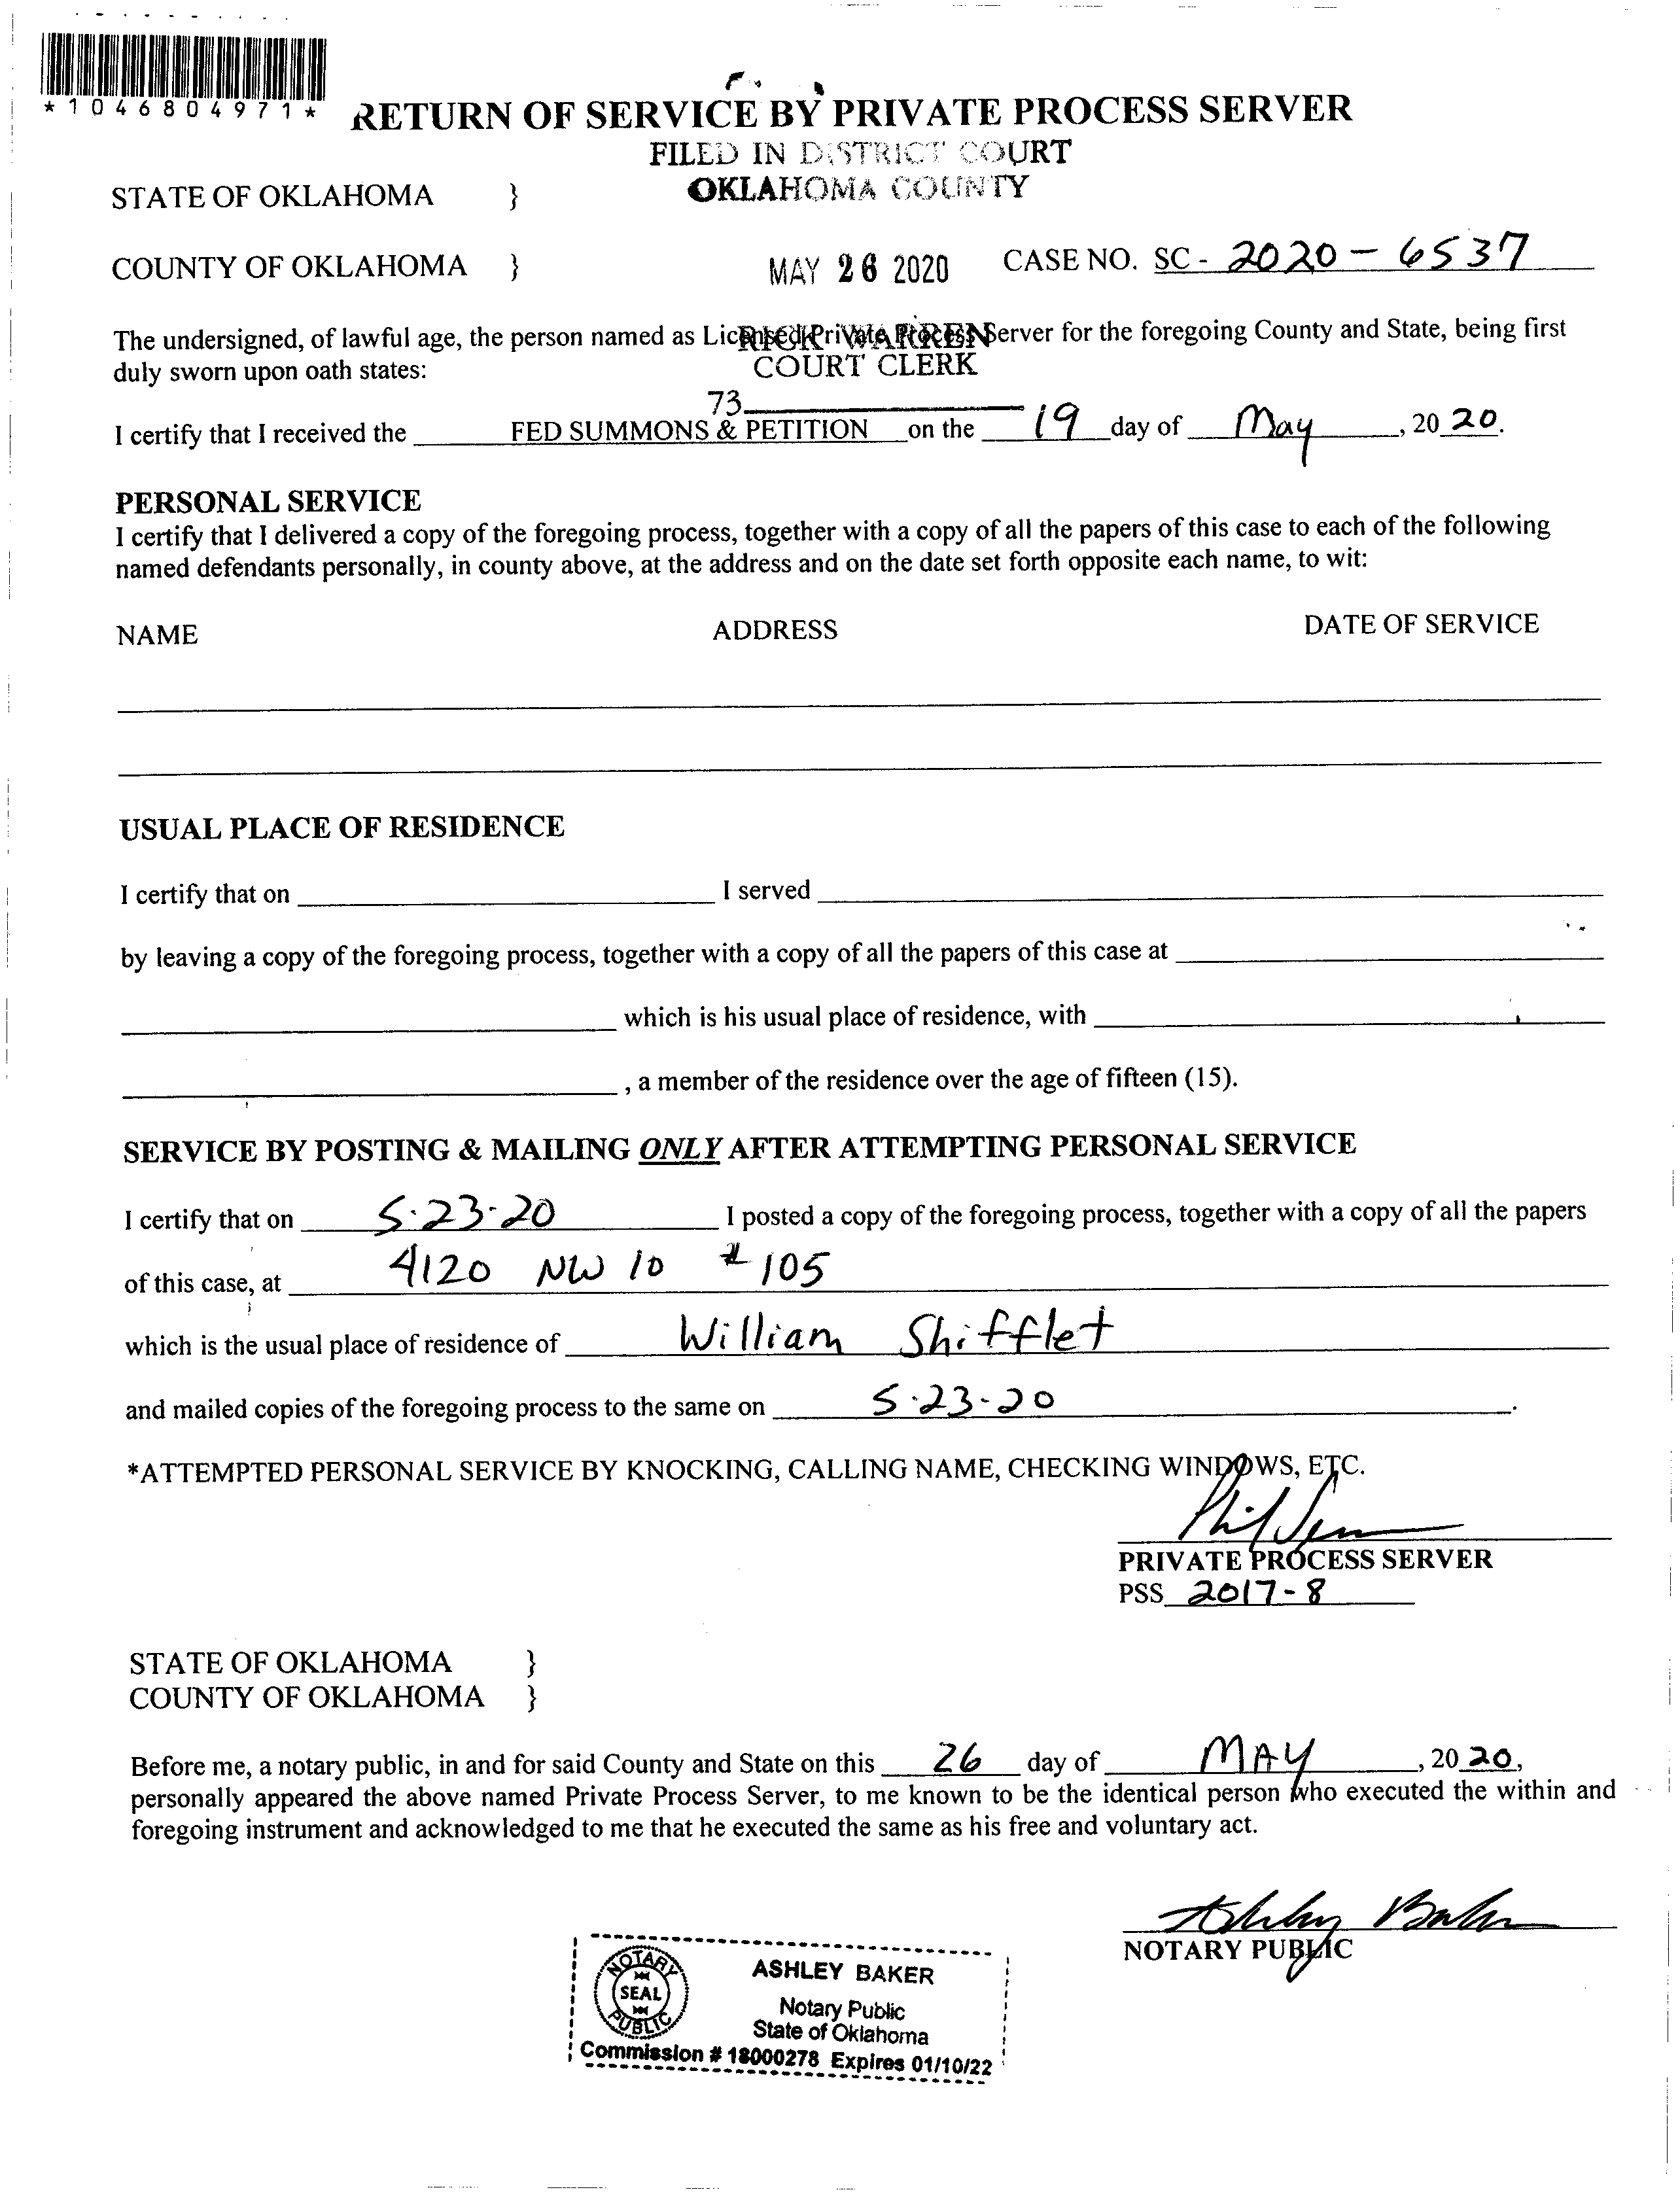 *1046804971*
RETURN OF SERVICE BY PRIVATE PROCESS SERVER
FILED IN DISTRICT COURT
OKLAHOMA COUNTY
STATE OF OKLAHOMA }
COUNTY OF OKLAHOMA } MAY 26 2020 CASE NO. SC - 2020 - 6537
The undersigned, of lawful age, the person named as Licensed Private Process Server for the foregoing County and State, being first
RICK WARREN
duly sworn upon oath states: COURT CLERK
73
I certify that I received the FED SUMMONS & PETITION on the 19 day of May, 20 20.
PERSONAL SERVICE
I certify that I delivered a copy of the foregoing process, together with a copy of all the papers of this case to each of the following
named defendants personally, in county above, at the address and on the date set forth opposite each name, to wit:
NAME ADDRESS DATE OF SERVICE
USUAL PLACE OF RESIDENCE
I certify that on I served
by leaving a copy of the foregoing process, together with a copy of all the papers of this case at
which is his usual place of residence, with
, a member of the residence over the age of fifteen (15).
SERVICE BY POSTING & MAILING ONLY AFTER ATTEMPTING PERSONAL SERVICE
I certify that on 5-23-20 I posted a copy of the foregoing process, together with a copy of all the papers
of this case, at 4120 NW 10 # 105
which is the usual place of residence of William Shifflet
and mailed copies of the foregoing process to the same on 5-23-20.
*ATTEMPTED PERSONAL SERVICE BY KNOCKING, CALLING NAME, CHECKING WINDOWS, ETC.
PRIVATE PROCESS SERVER
PSS 2017-8
STATE OF OKLAHOMA }
COUNTY OF OKLAHOMA }
Before me, a notary public, in and for said County and State on this 26 day of MAY, 20 20,
personally appeared the above named Private Process Server, to me known to be the identical person who executed the within and
foregoing instrument and acknowledged to me that he executed the same as his free and voluntary act.
Ashley Baker
NOTARY PUBLIC
NOTARY SEAL PUBLIC
ASHLEY BAKER
Notary Public
State of Oklahoma
Commission # 18000278 Expires 01/10/22